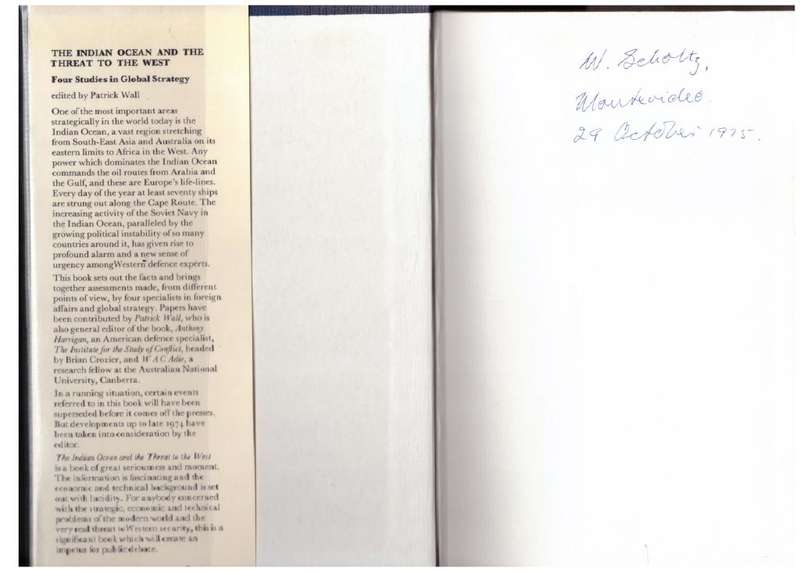 THE INDIAN OCEAN AND THE
THREAT TO THE WEST
Four Studies in Global Strategy
edited by Patrick Wall
One of the most important areas
strategically in the world today is the
Indian Ocean, a vast region stretching
from South-East Asia and Australia on its
eastern limits to Africa in the West. Any
power which dominates the Indian Ocean
commands the oil routes from Arabia and
the Gulf, and these are Europe's life-lines.
Every day of the year at least seventy ships
are strung out along the Cape Route. The
increasing activity of the Soviet Navy in
the Indian Ocean, paralleled by the
growing political instability of so many
countries around it, has given rise to
profound alarm and a new sense of
urgency among Western defence experts.
This book sets out the facts and brings
together assessments made, from different
points of view, by four specialists in foreign
affairs and global strategy. Papers have
been contributed by Patrick Wall, who is
also general editor of the book, Anthony
Harrigan, an American defence specialist,
The Institute for the Study of Conflict, headed
by Brian Crozier, and W A C Adie, a
research fellow at the Australian National
University, Canberra.
In a running situation, certain events
referred to in this book will have been
superseded before it comes off the presses.
But developments up to late 1974 have
been taken into consideration by the
editor.
The Indian Ocean and the Threat to the West
is a book of great seriousness and moment.
The information is fascinating and the
economic and technical background is set
out with lucidity. For anybody concerned
with the strategic, economic and technical
problems of the modern world and the
very real threat to Western security, this is a
significant book which will create an
impetus for public debate.
W. Scholtz,
Montevideo.
29 October 1975.